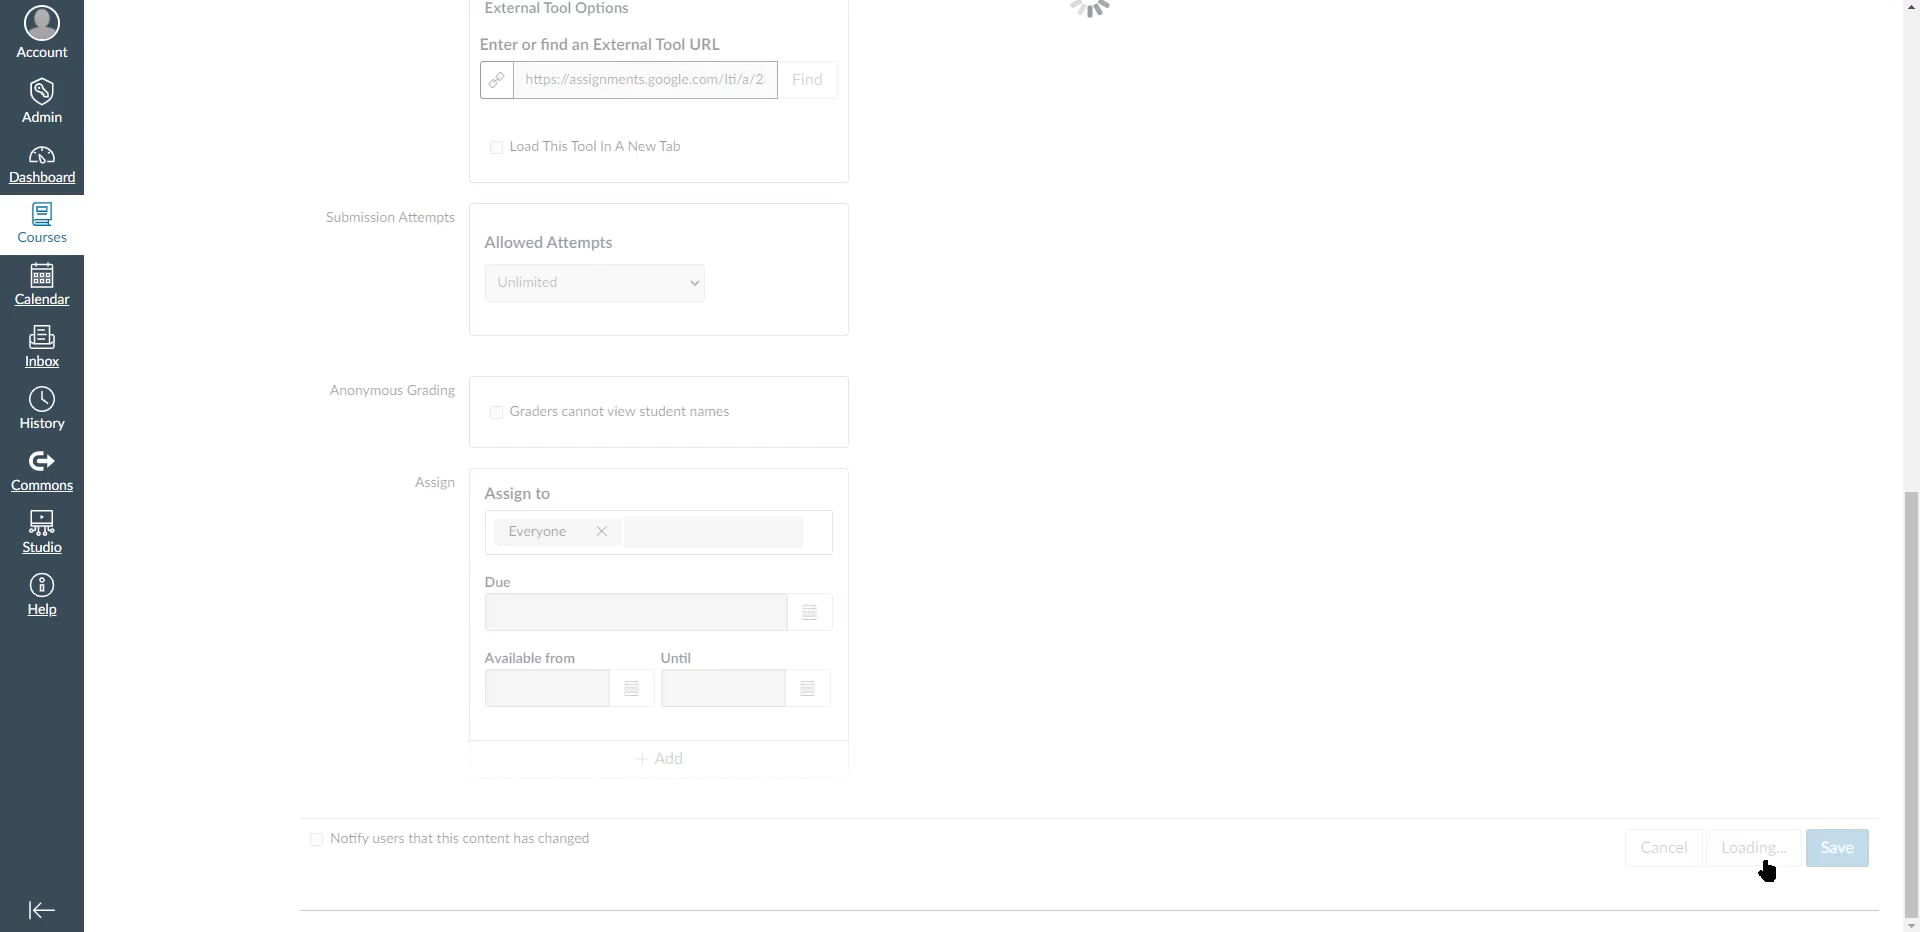 Account
Admin
Dashboard
Courses
Calendar
Inbox
History
Commons
Studio
Help
External Tool Options
Enter or find an External Tool URL
https://assignments.google.com/lti/a/2
Find
Load This Tool In A New Tab
Submission Attempts
Allowed Attempts
Unlimited
Anonymous Grading
Graders cannot view student names
Assign
Assign to
Everyone
Due
Available from
Until
+ Add
Notify users that this content has changed
Cancel
Loading...
Save